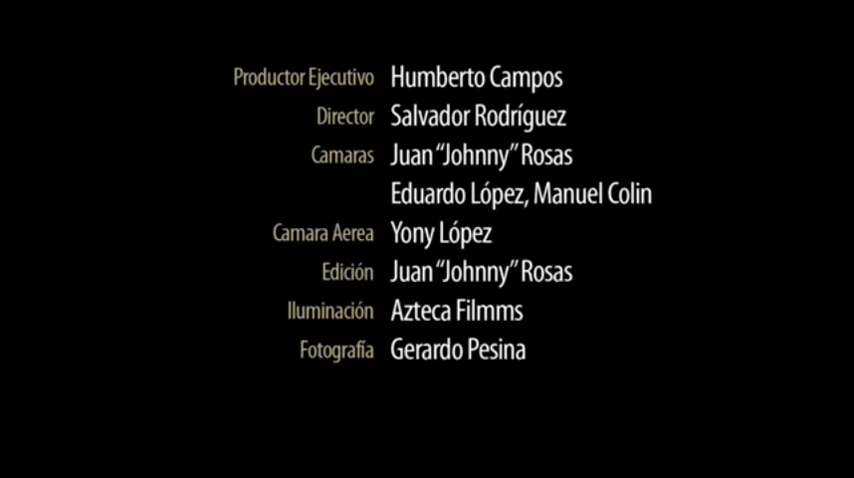 Productor Ejecutivo Humberto Campos
Director Salvador Rodríguez
Camaras Juan “Johnny” Rosas
Eduardo López, Manuel Colin
Camara Aerea Yony López
Edición Juan “Johnny” Rosas
Iluminación Azteca Filmms
Fotografía Gerardo Pesina